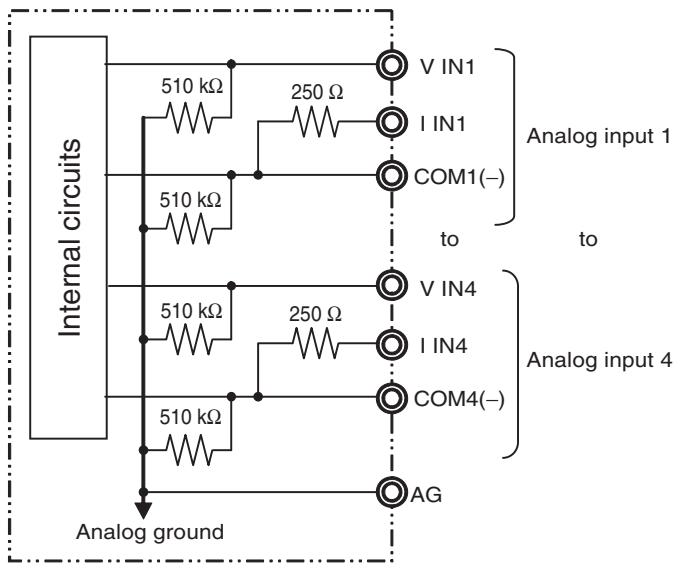 V IN1
510 kΩ
250 Ω
I IN1
Analog input 1
COM1(–)
510 kΩ
Internal circuits
to
to
V IN4
510 kΩ
250 Ω
I IN4
Analog input 4
COM4(–)
510 kΩ
AG
Analog ground